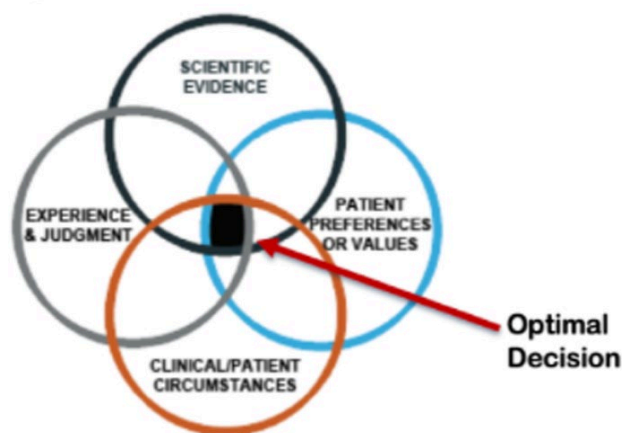 SCIENTIFIC
EVIDENCE
EXPERIENCE
& JUDGMENT
PATIENT
PREFERENCES
OR VALUES
CLINICAL/PATIENT
CIRCUMSTANCES
Optimal
Decision